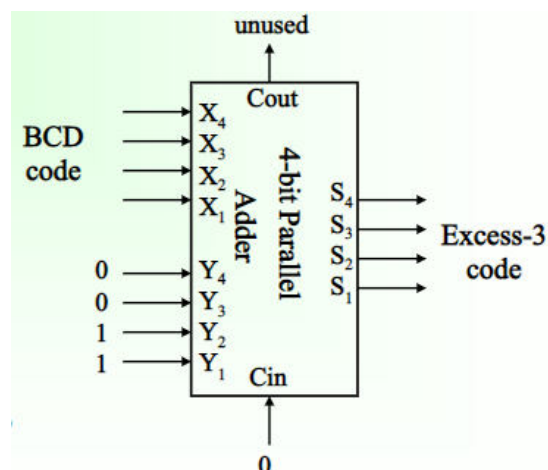 unused
Cout
BCD
code
X4
X3
X2
X1
4-bit Parallel
Adder
S4
S3
S2
S1
Excess-3
code
0
0
1
1
Y4
Y3
Y2
Y1
Cin
0